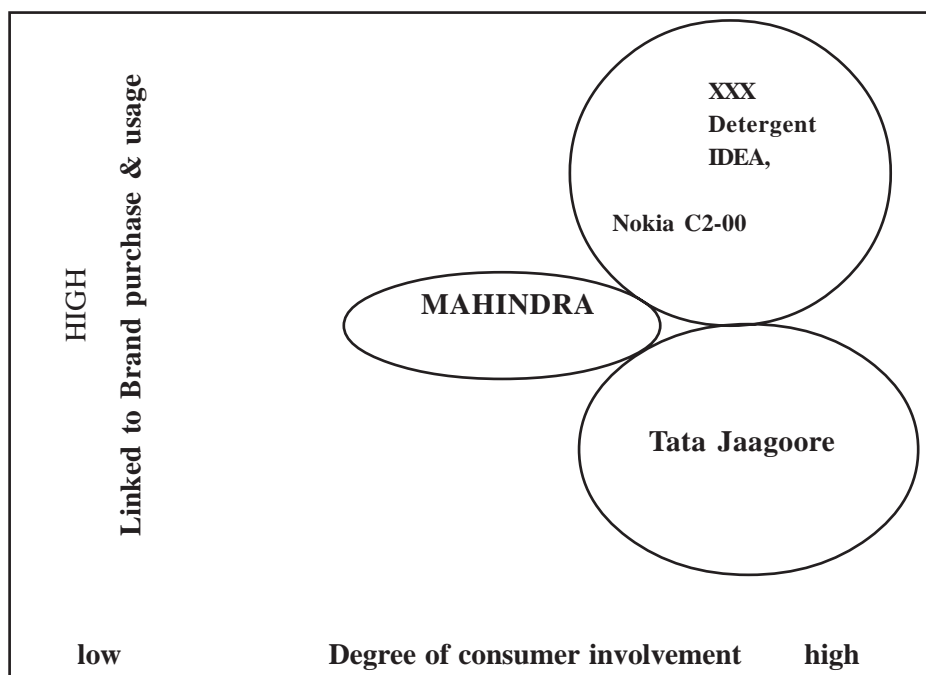 XXX
Detergent
IDEA,
Nokia C2-00
MAHINDRA
HIGH
Linked to Brand purchase & usage
Tata Jaagoore
low Degree of consumer involvement high